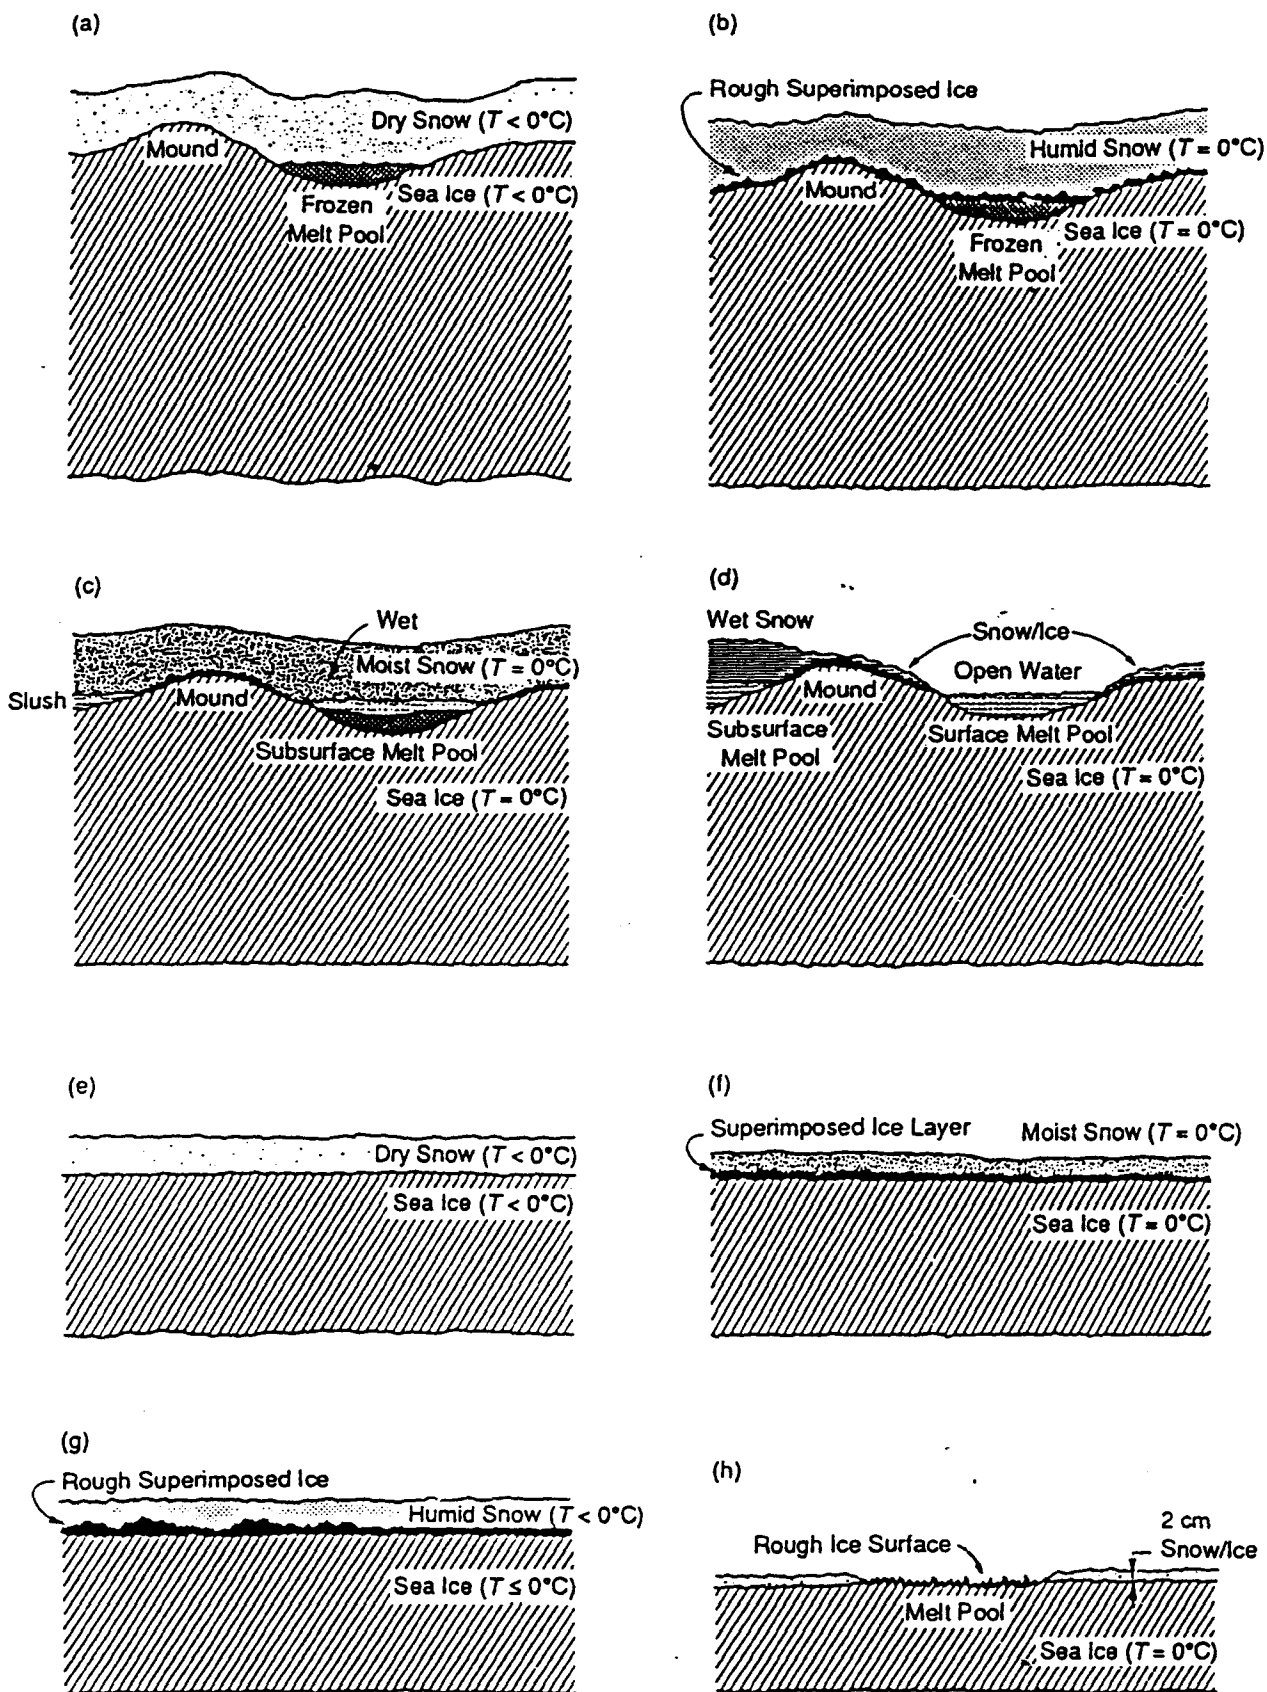 (a)
Dry Snow (T < 0°C)
Mound
Sea Ice (T < 0°C)
Frozen
Melt Pool
(b)
Rough Superimposed Ice
Humid Snow (T = 0°C)
Mound
Sea Ice (T = 0°C)
Frozen
Melt Pool
(c)
Wet
Moist Snow (T = 0°C)
Slush
Mound
Subsurface Melt Pool
Sea Ice (T = 0°C)
(d)
Wet Snow
Snow/Ice
Open Water
Mound
Subsurface
Melt Pool
Surface Melt Pool
Sea Ice (T = 0°C)
(e)
Dry Snow (T < 0°C)
Sea Ice (T < 0°C)
(f)
Superimposed Ice Layer
Moist Snow (T = 0°C)
Sea Ice (T = 0°C)
(g)
Rough Superimposed Ice
Humid Snow (T < 0°C)
Sea Ice (T ≤ 0°C)
(h)
2 cm
Snow/Ice
Rough Ice Surface
Melt Pool
Sea Ice (T = 0°C)